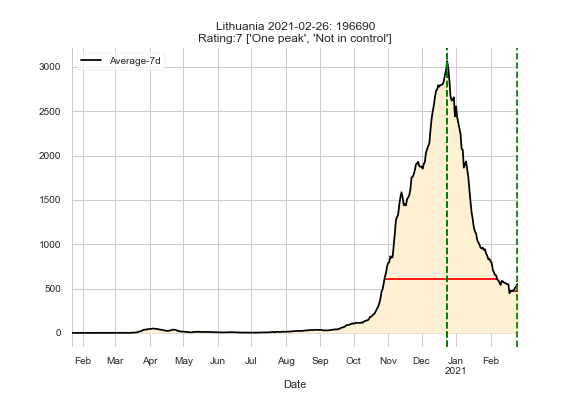 Lithuania 2021-02-26: 196690
Rating:7 ['One peak', 'Not in control']
Average-7d
3000
2500
2000
1500
1000
500
0
Feb Mar Apr May Jun Jul Aug Sep Oct Nov Dec Jan Feb
2021
Date